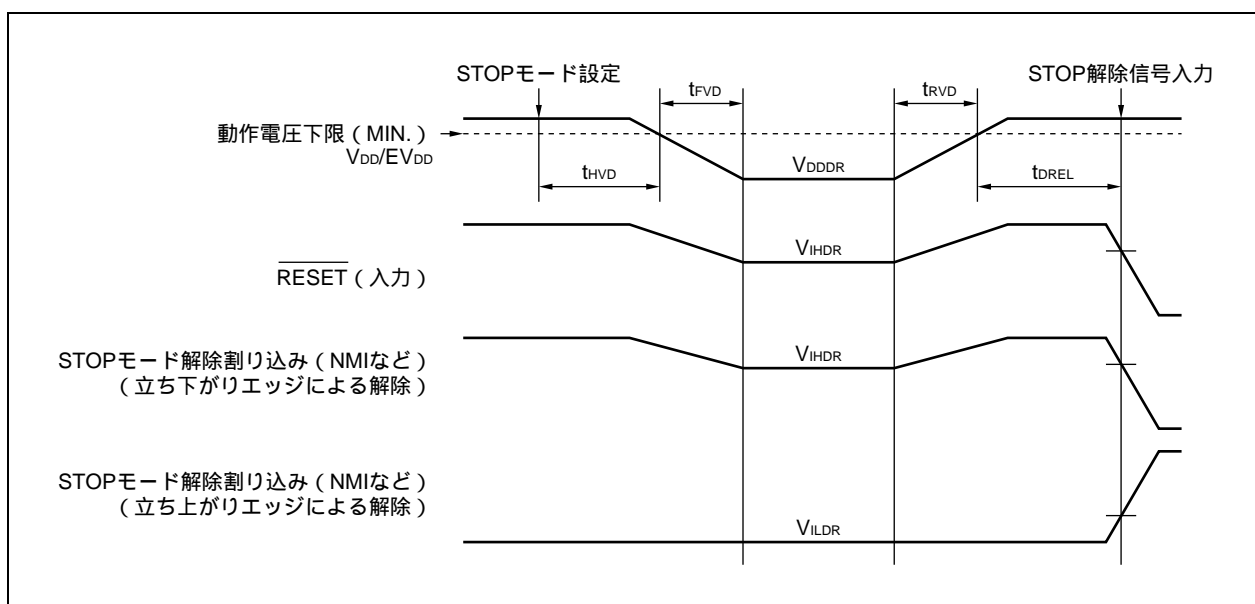 STOPモード設定
STOP解除信号入力
tFVD
tRVD
動作電圧下限（MIN.）
VDD/EVDD
tHVD
VDDDR
tDREL
VIHDR
RESET（入力）
STOPモード解除割り込み（NMIなど）
（立ち下がりエッジによる解除）
VIHDR
STOPモード解除割り込み（NMIなど）
（立ち上がりエッジによる解除）
VILDR